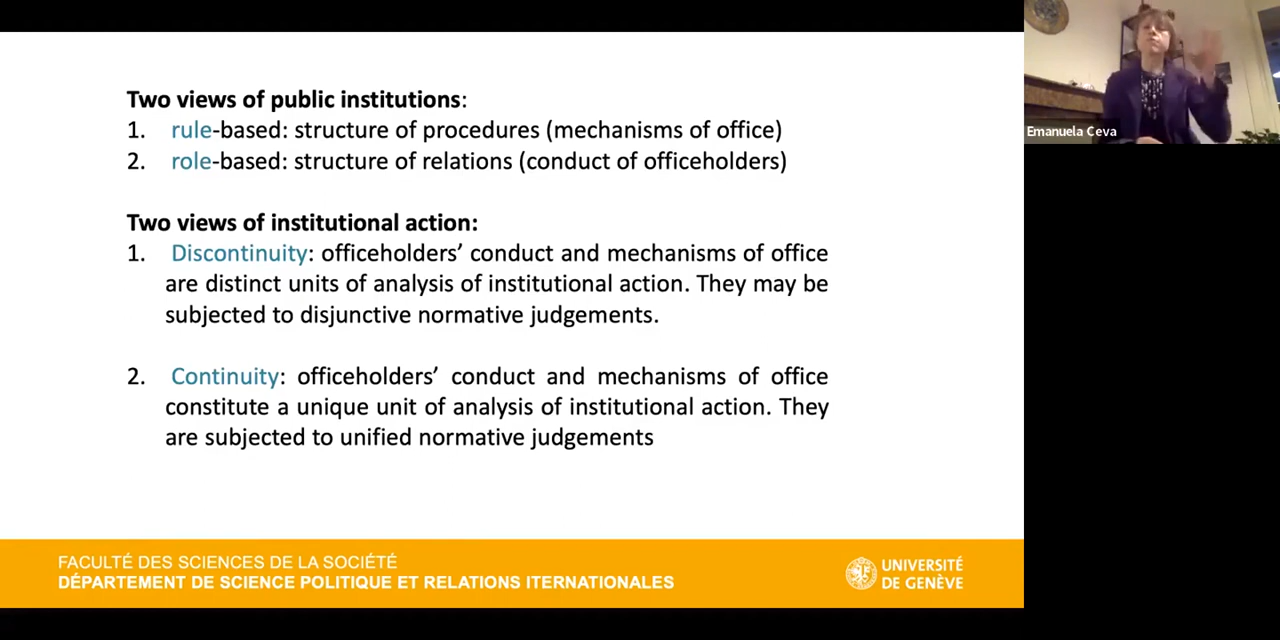 Two views of public institutions:
1. rule-based: structure of procedures (mechanisms of office)
2. role-based: structure of relations (conduct of officeholders)
Two views of institutional action:
1. Discontinuity: officeholders’ conduct and mechanisms of office
are distinct units of analysis of institutional action. They may be
subjected to disjunctive normative judgements.
2. Continuity: officeholders’ conduct and mechanisms of office
constitute a unique unit of analysis of institutional action. They
are subjected to unified normative judgements
FACULTÉ DES SCIENCES DE LA SOCIÉTÉ
DÉPARTEMENT DE SCIENCE POLITIQUE ET RELATIONS ITERNATIONALES
UNIVERSITÉ
DE GENÈVE
Emanuela Ceva